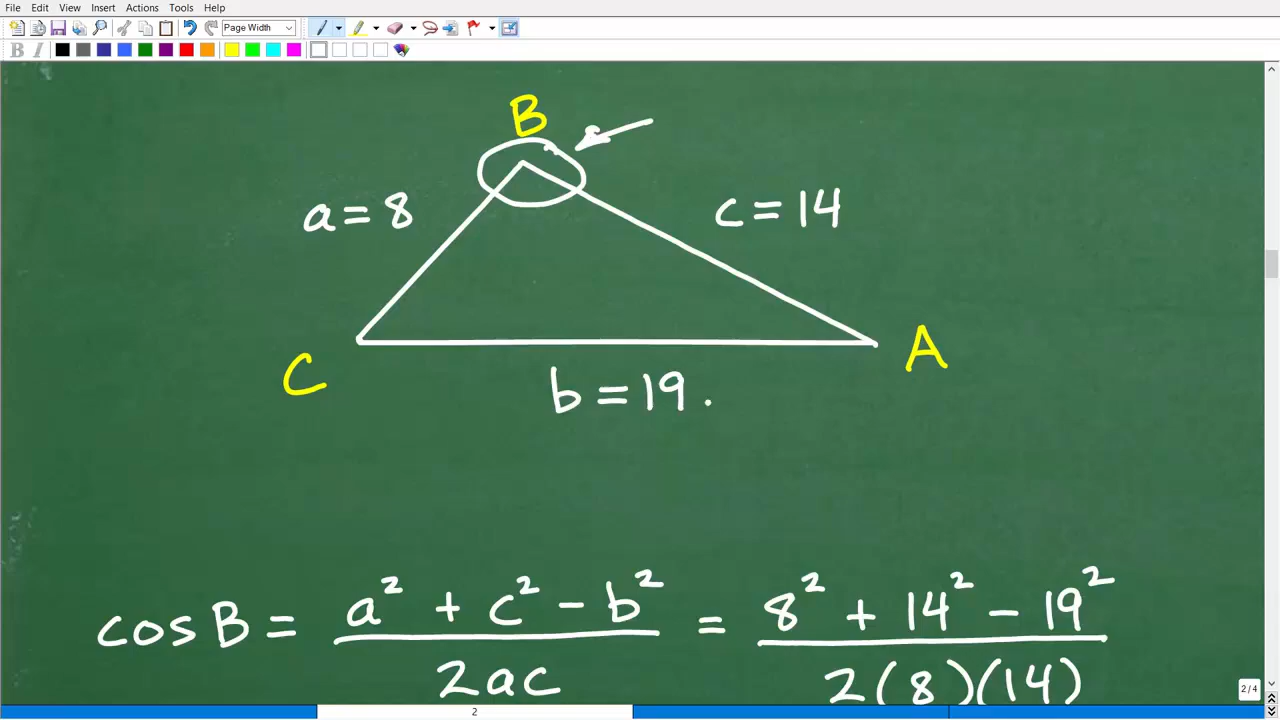 File Edit View Insert Actions Tools Help
Page Width
B I
B
a = 8
c = 14
C
A
b = 19.
cos B = a² + c² − b² / 2ac = 8² + 14² − 19² / 2(8)(14)
2/4
2